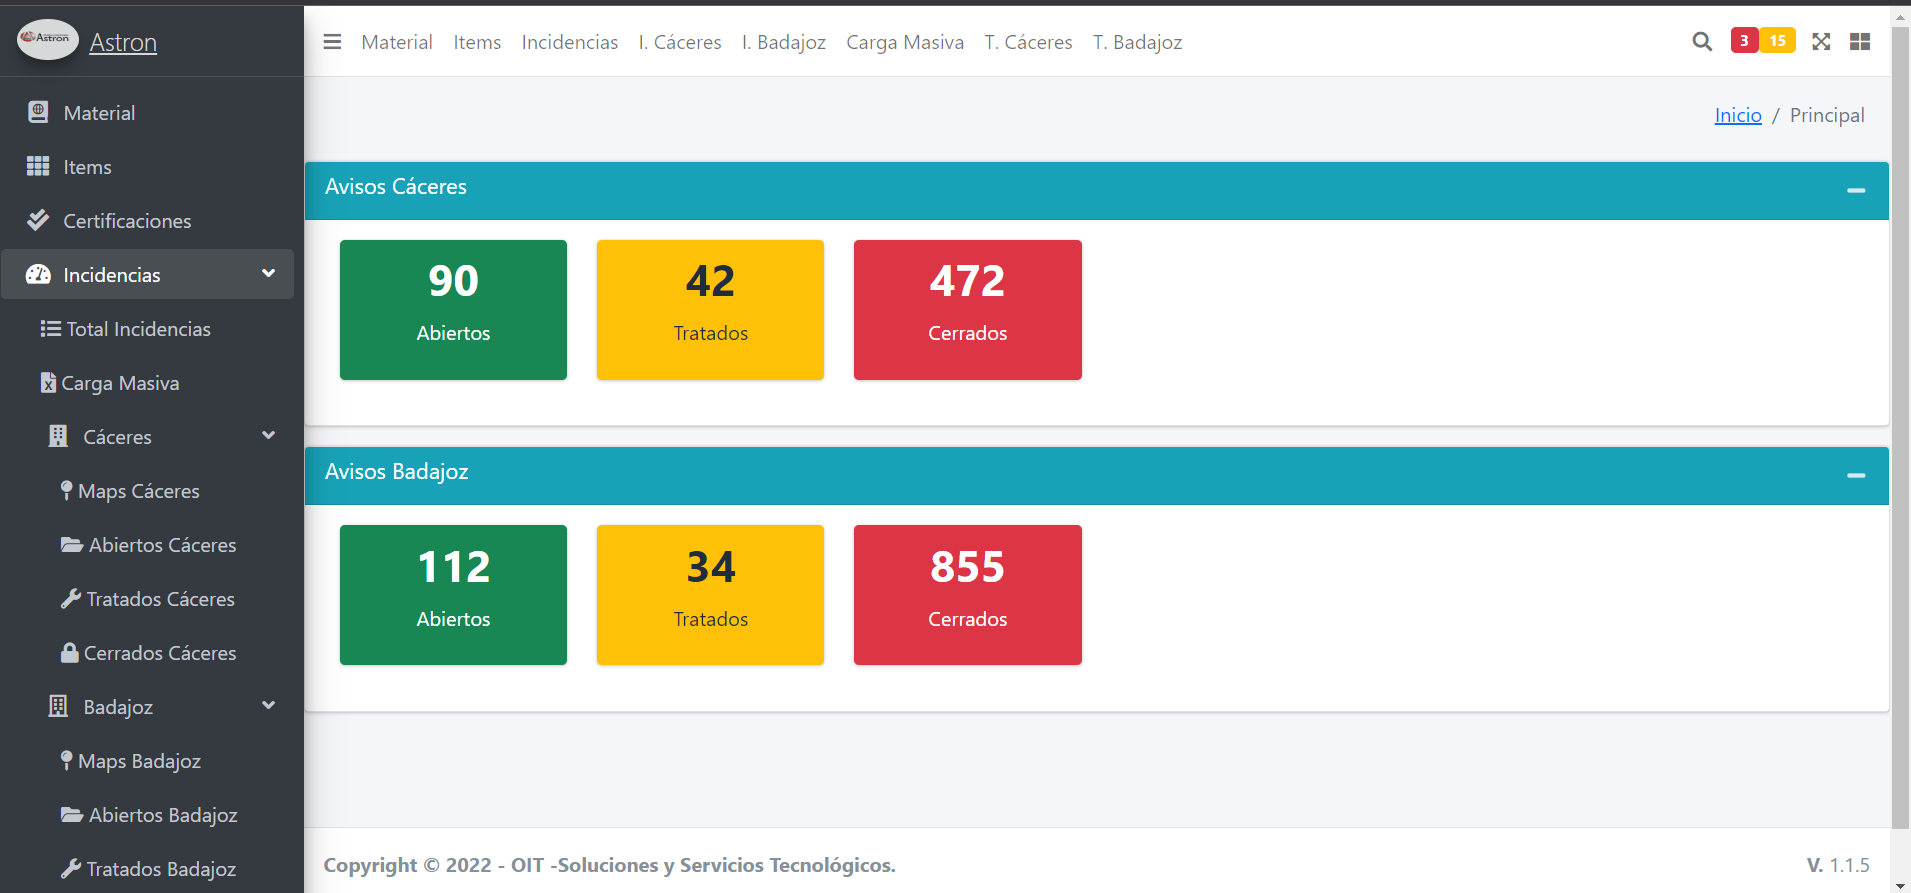 Astron
Astron
Material
Items
Certificaciones
Incidencias
Total Incidencias
Carga Masiva
Cáceres
Maps Cáceres
Abiertos Cáceres
Tratados Cáceres
Cerrados Cáceres
Badajoz
Maps Badajoz
Abiertos Badajoz
Tratados Badajoz
Material Items Incidencias I. Cáceres I. Badajoz Carga Masiva T. Cáceres T. Badajoz 3 15
Inicio / Principal
Avisos Cáceres
90 42 472
Abiertos Tratados Cerrados
Avisos Badajoz
112 34 855
Abiertos Tratados Cerrados
Copyright © 2022 - OIT -Soluciones y Servicios Tecnológicos. V. 1.1.5